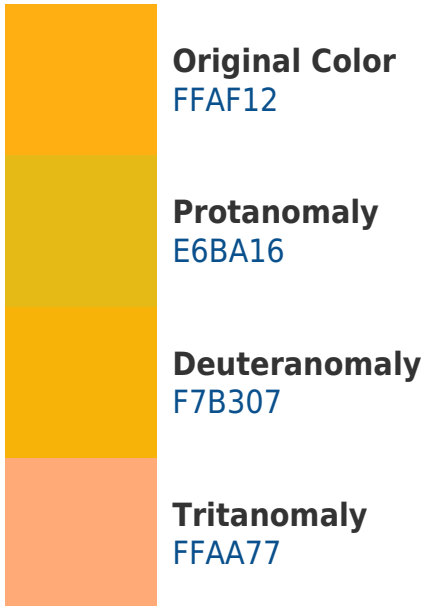 Original Color
FFAF12
Protanomaly
E6BA16
Deuteranomaly
F7B307
Tritanomaly
FFAA77